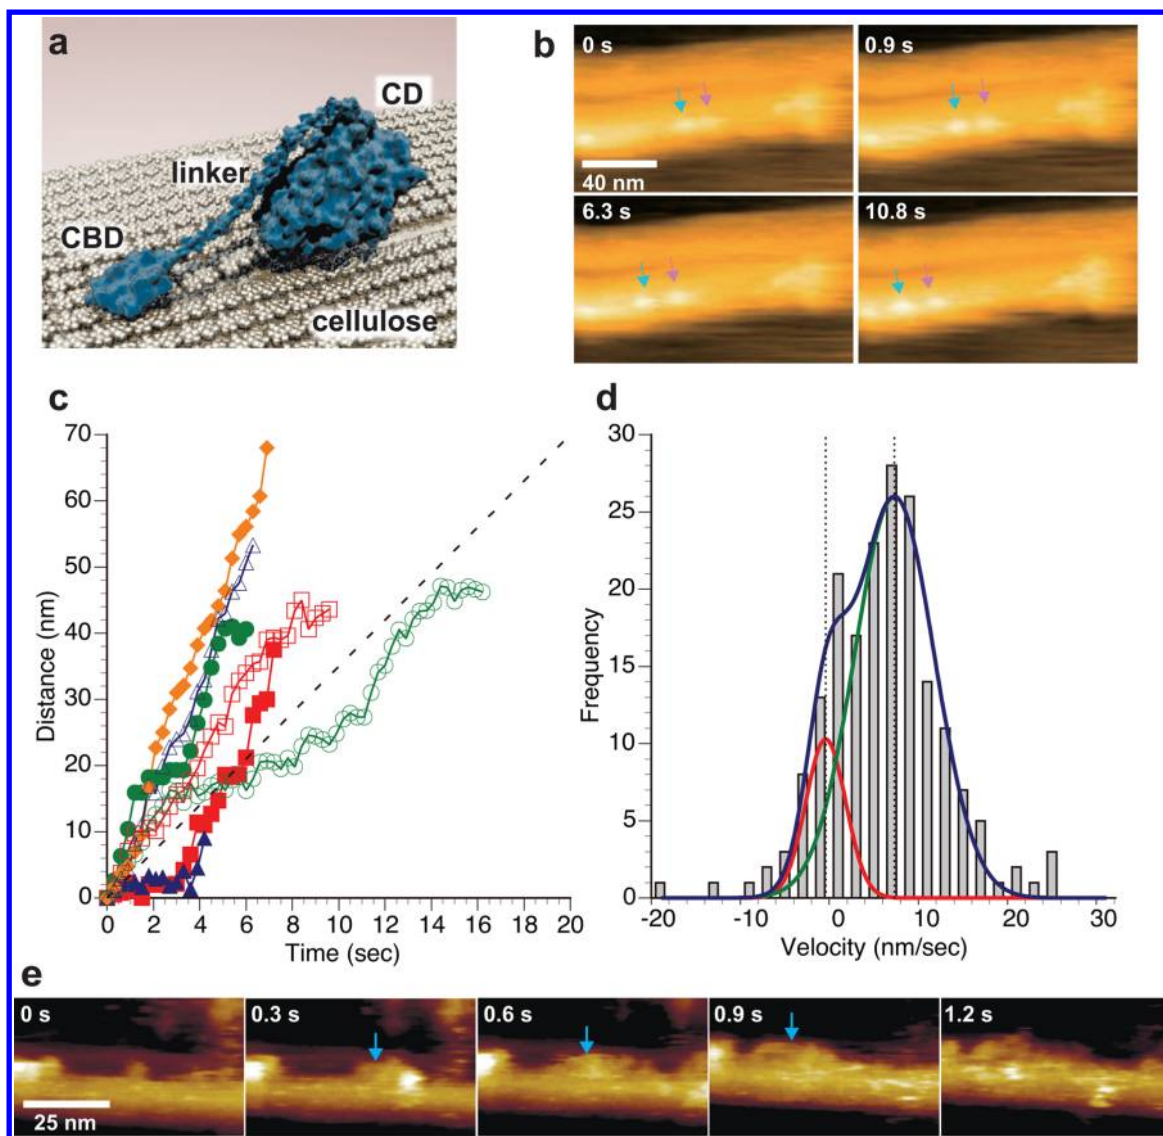 a
CD
linker
CBD
cellulose
b
0 s
0.9 s
40 nm
6.3 s
10.8 s
c
70
60
50
40
30
20
10
0
Distance (nm)
0 2 4 6 8 10 12 14 16 18 20
Time (sec)
d
30
25
20
15
10
5
0
Frequency
-20 -10 0 10 20 30
Velocity (nm/sec)
e
0 s
0.3 s
0.6 s
0.9 s
1.2 s
25 nm